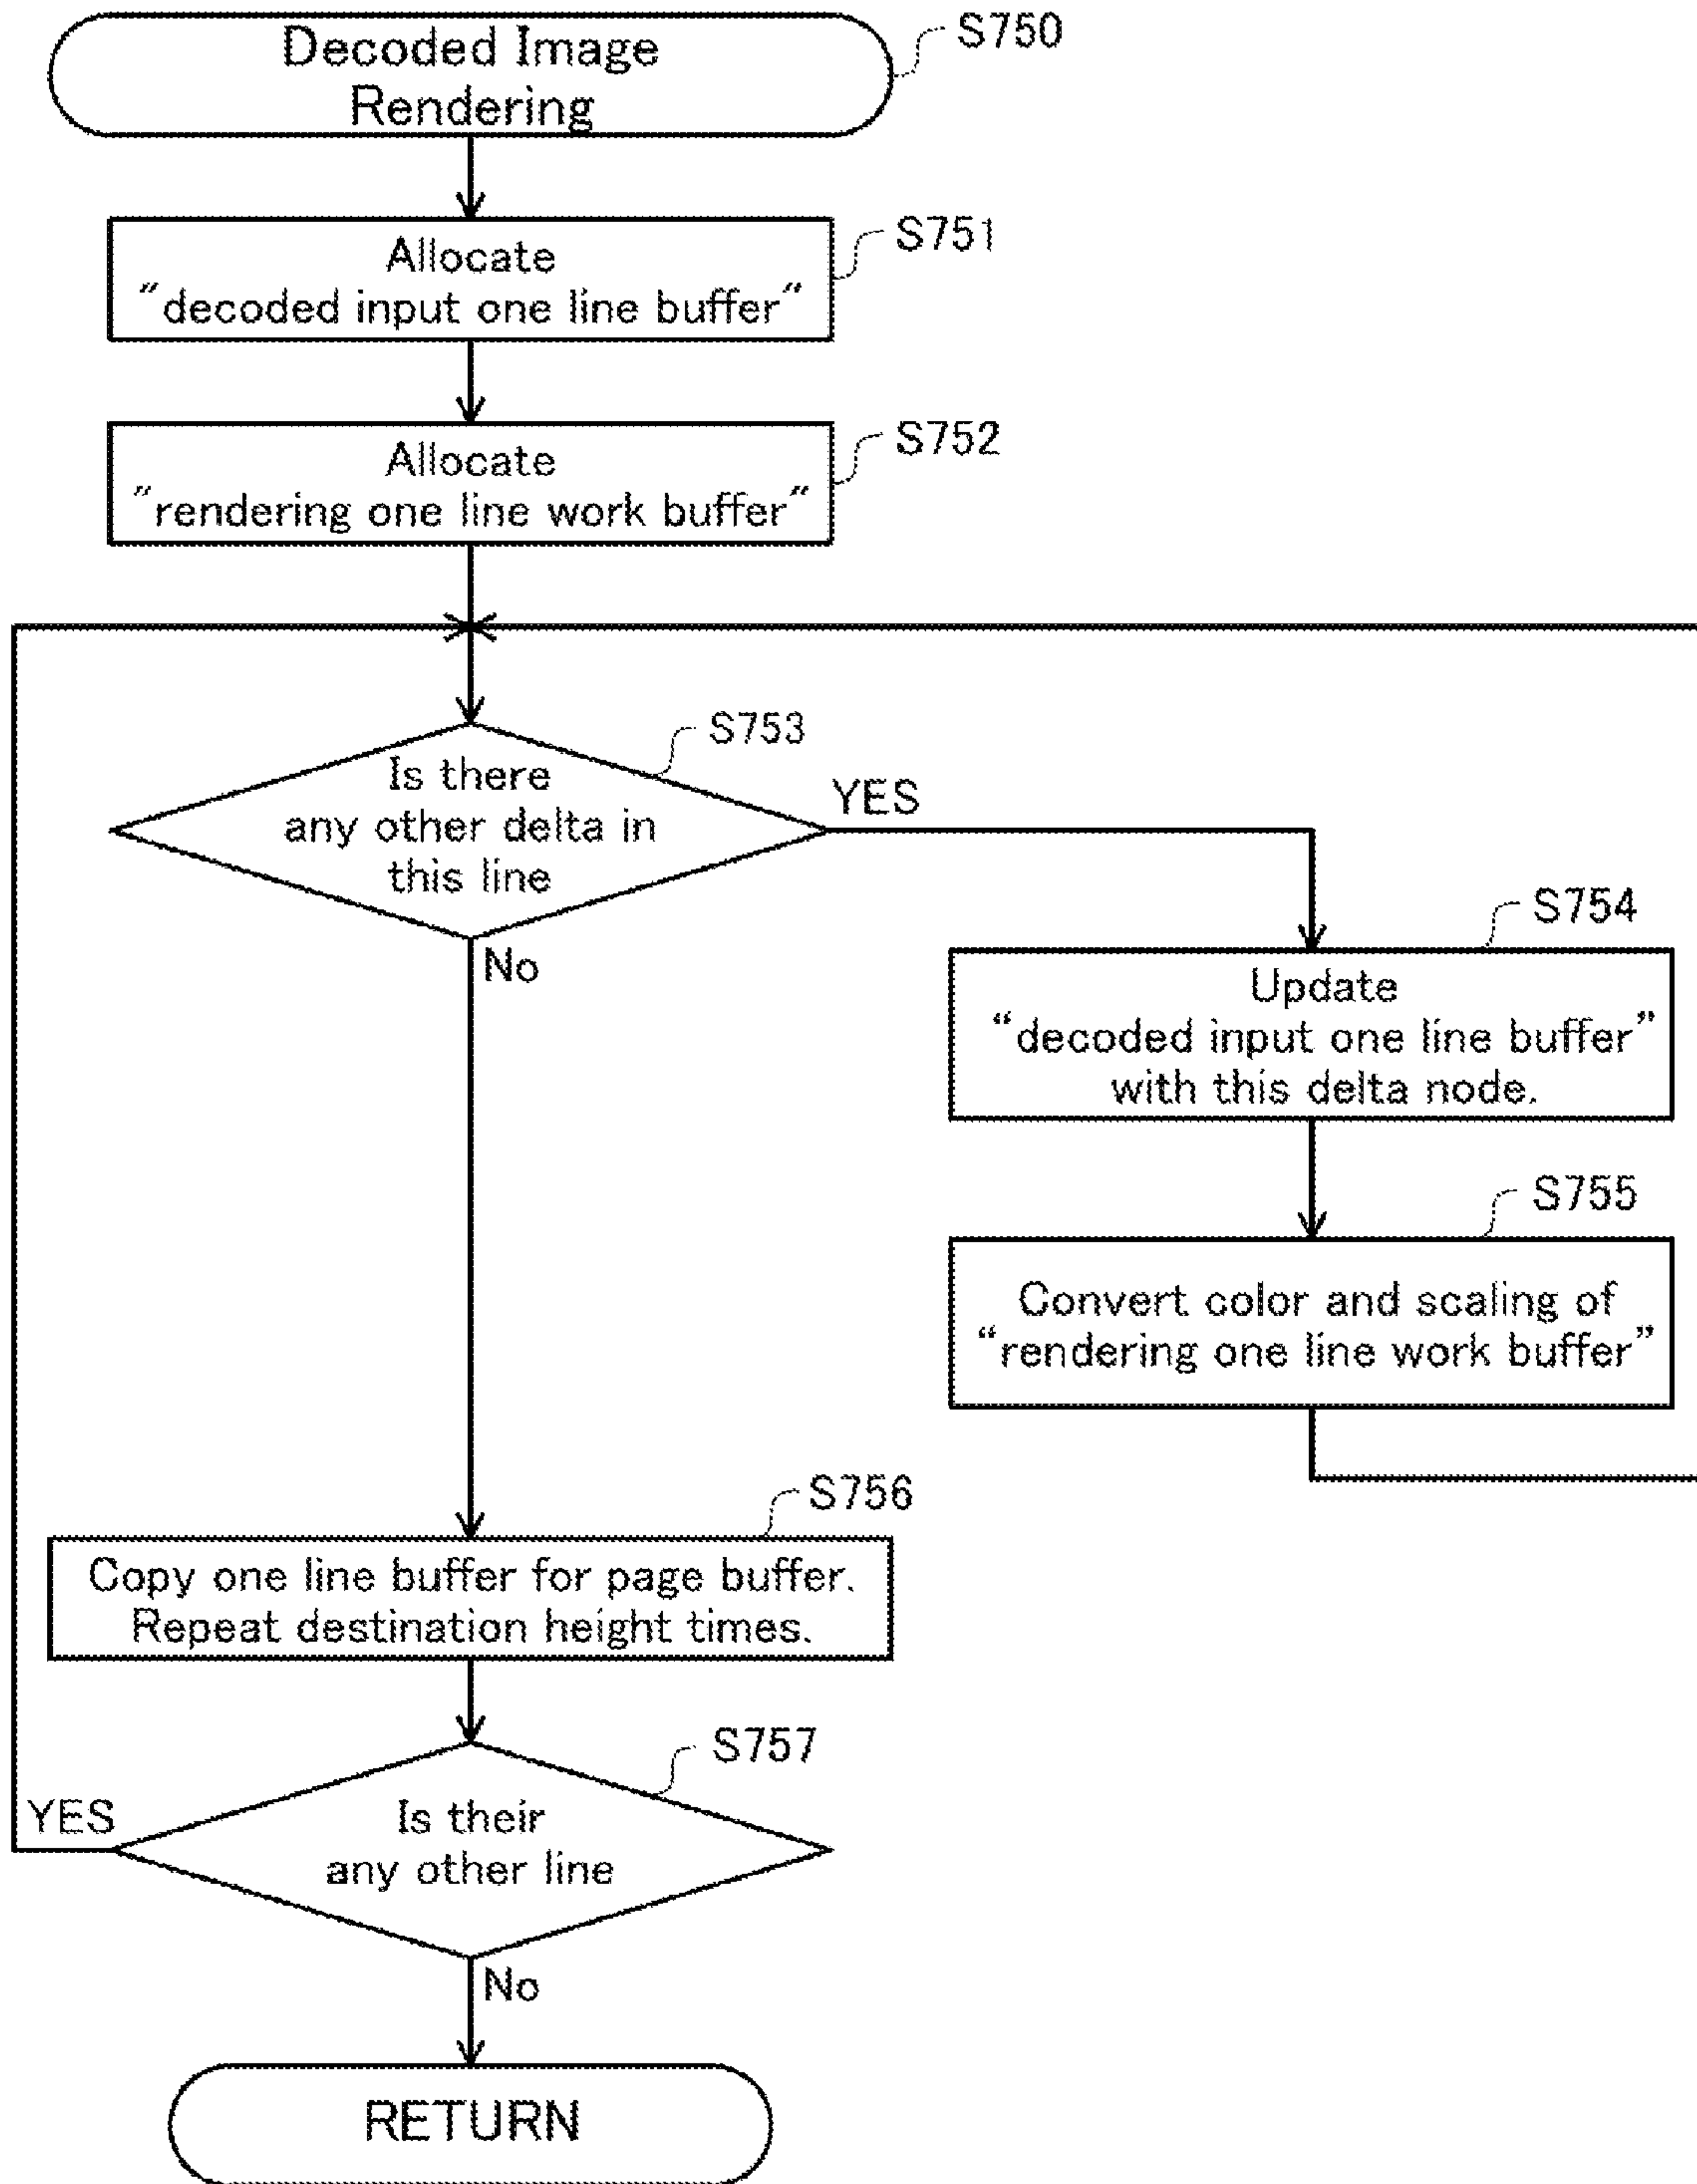 Decoded Image
Rendering
S750
Allocate
"decoded input one line buffer"
S751
Allocate
"rendering one line work buffer"
S752
Is there
any other delta in
this line
S753
YES
No
Update
“decoded input one line buffer”
with this delta node.
S754
Convert color and scaling of
“rendering one line work buffer”
S755
Copy one line buffer for page buffer.
Repeat destination height times.
S756
Is their
any other line
S757
YES
No
RETURN